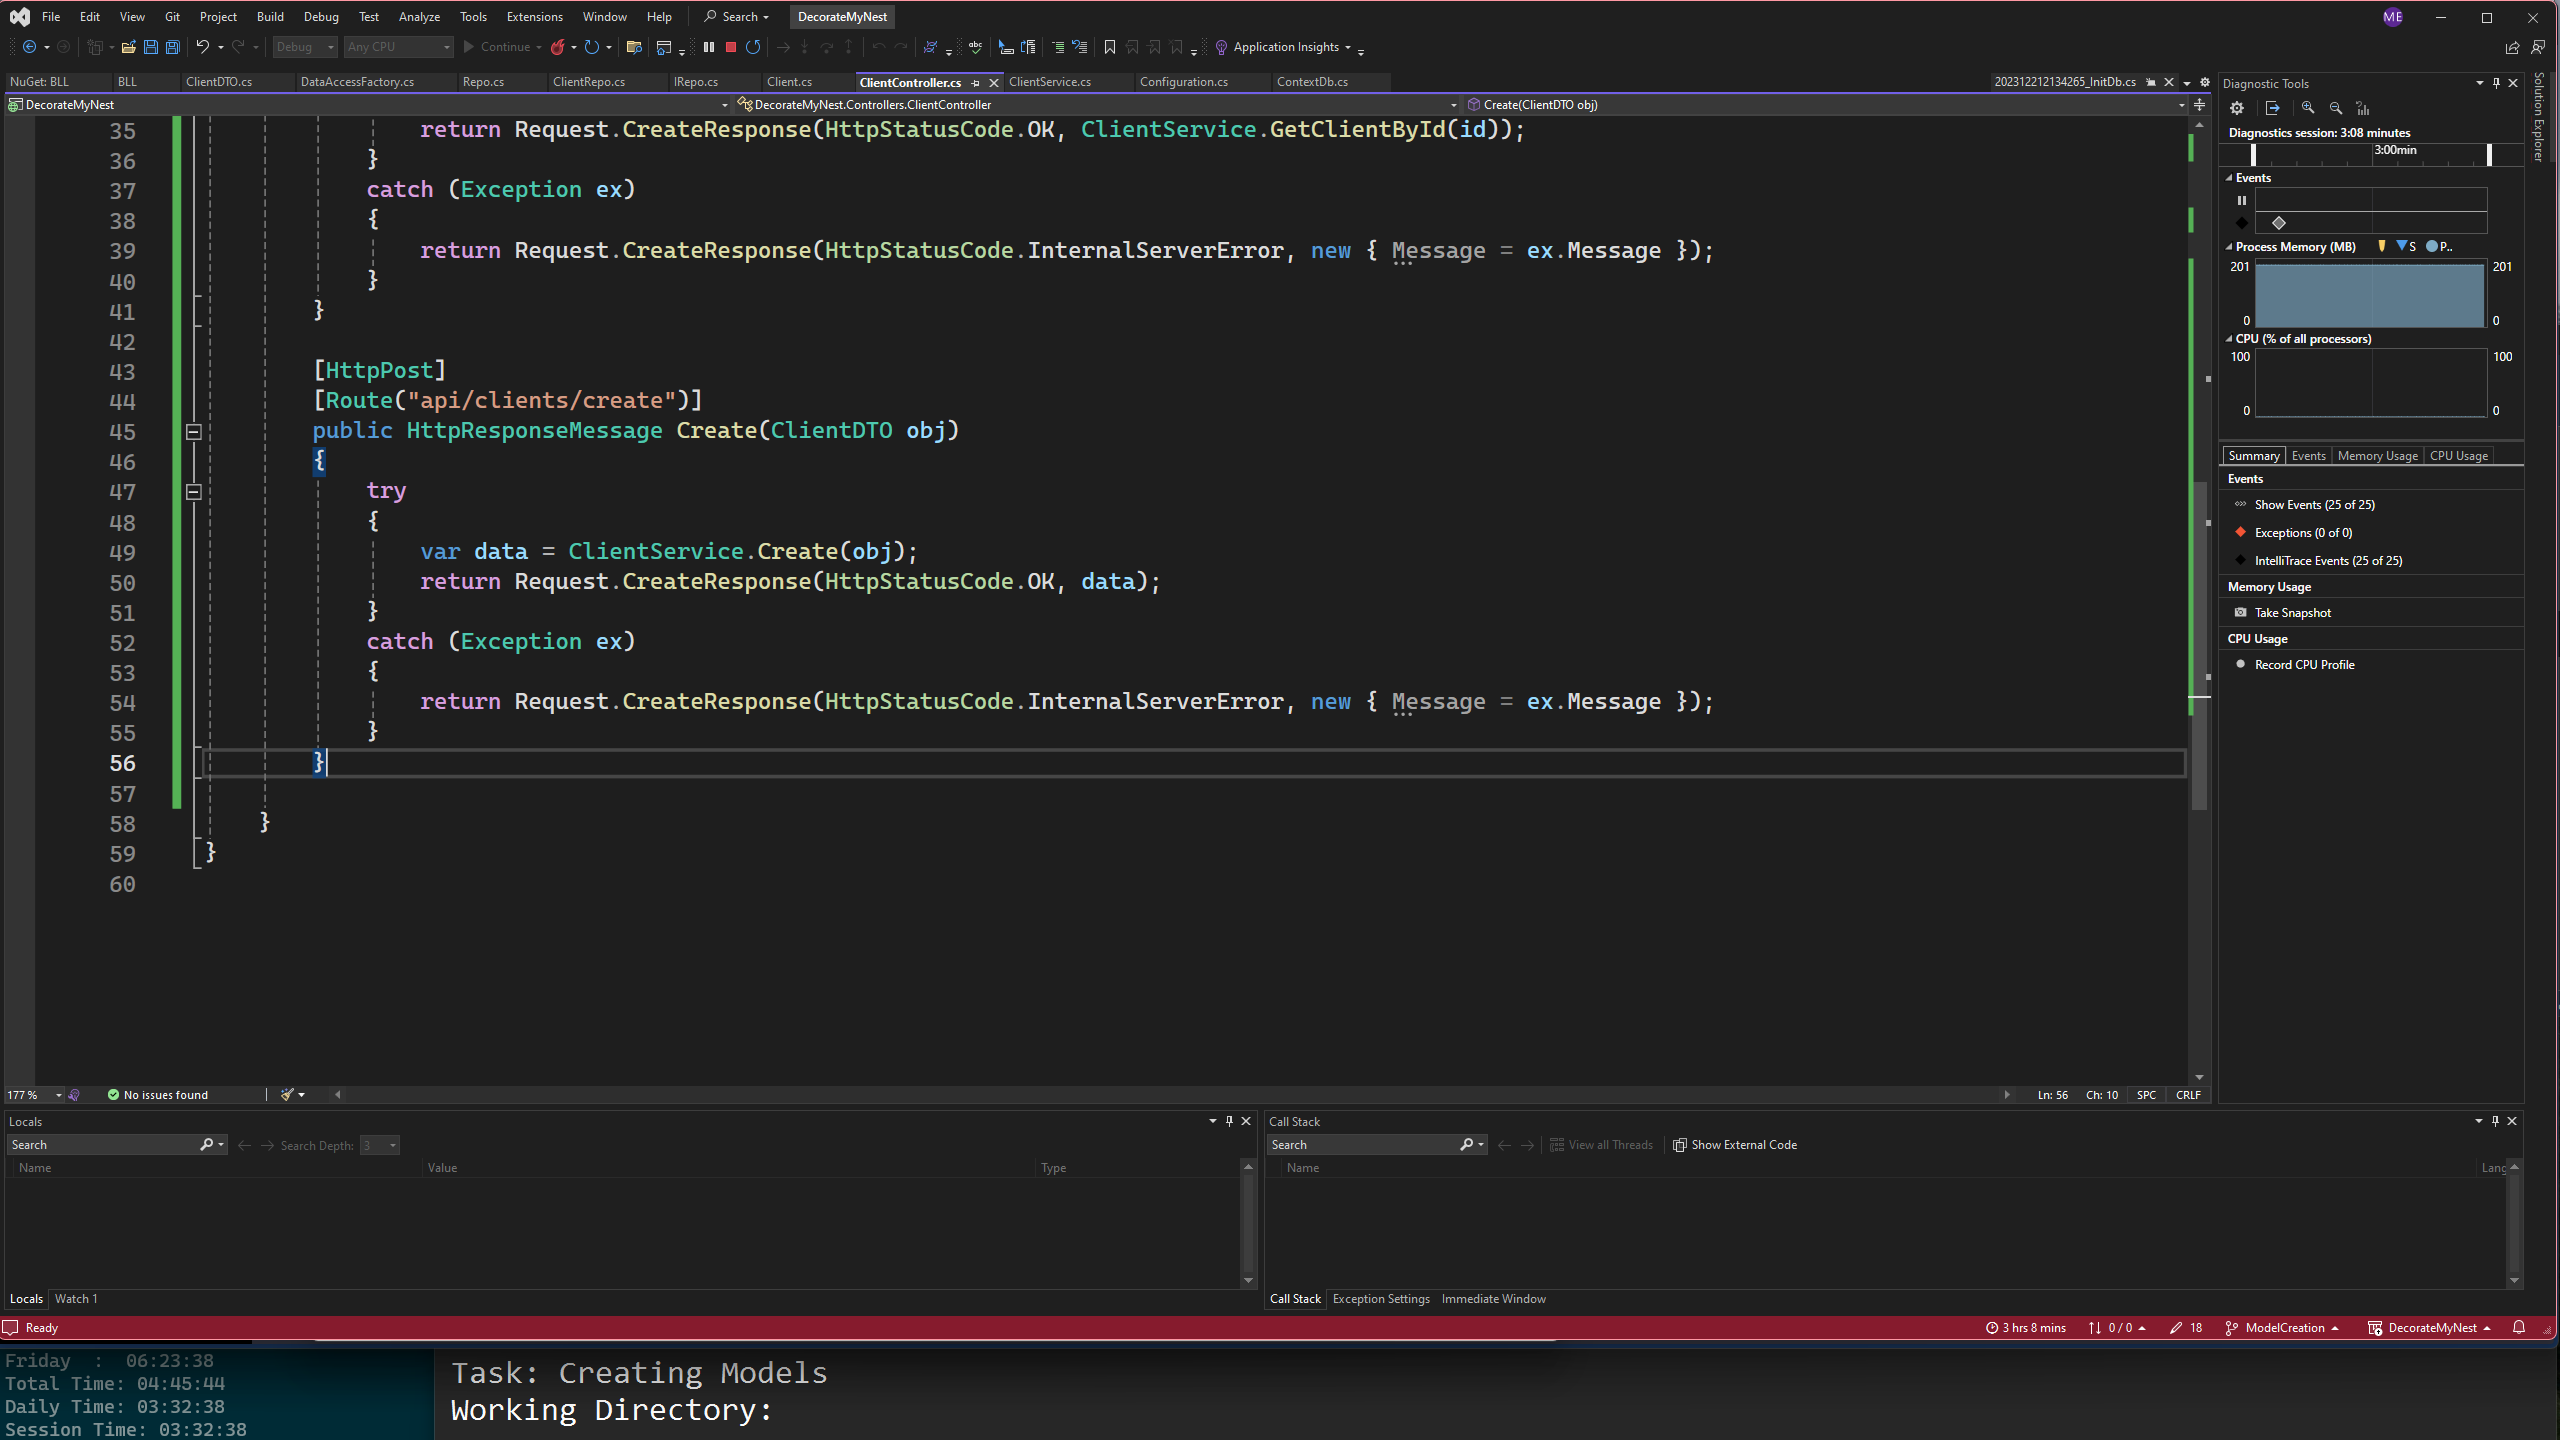 File Edit View Git Project Build Debug Test Analyze Tools Extensions Window Help Search DecorateMyNest ME
Debug Any CPU Continue Application Insights
NuGet: BLL BLL ClientDTO.cs DataAccessFactory.cs Repo.cs ClientRepo.cs IRepo.cs Client.cs ClientController.cs ClientService.cs Configuration.cs ContextDb.cs 202312212134265_InitDb.cs
DecorateMyNest DecorateMyNest.Controllers.ClientController Create(ClientDTO obj)
35 return Request.CreateResponse(HttpStatusCode.OK, ClientService.GetClientById(id));
36 }
37 catch (Exception ex)
38 {
39 return Request.CreateResponse(HttpStatusCode.InternalServerError, new { Message = ex.Message });
40 }
41 }
42
43 [HttpPost]
44 [Route("api/clients/create")]
45 public HttpResponseMessage Create(ClientDTO obj)
46 {
47 try
48 {
49 var data = ClientService.Create(obj);
50 return Request.CreateResponse(HttpStatusCode.OK, data);
51 }
52 catch (Exception ex)
53 {
54 return Request.CreateResponse(HttpStatusCode.InternalServerError, new { Message = ex.Message });
55 }
56 }
57
58 }
59 }
60
177 % No issues found Ln: 56 Ch: 10 SPC CRLF
Diagnostic Tools
Diagnostics session: 3:08 minutes
3:00min
Events
Process Memory (MB) S P..
201 201
0 0
CPU (% of all processors)
100 100
0 0
Summary Events Memory Usage CPU Usage
Events
Show Events (25 of 25)
Exceptions (0 of 0)
IntelliTrace Events (25 of 25)
Memory Usage
Take Snapshot
CPU Usage
Record CPU Profile
Solution Explorer
Locals
Search Search Depth: 3
Name Value Type
Locals Watch 1
Call Stack
Search View all Threads Show External Code
Name Lang
Call Stack Exception Settings Immediate Window
Ready 3 hrs 8 mins 0 / 0 18 ModelCreation DecorateMyNest
Friday : 06:23:38
Total Time: 04:45:44
Daily Time: 03:32:38
Session Time: 03:32:38
Task: Creating Models
Working Directory: